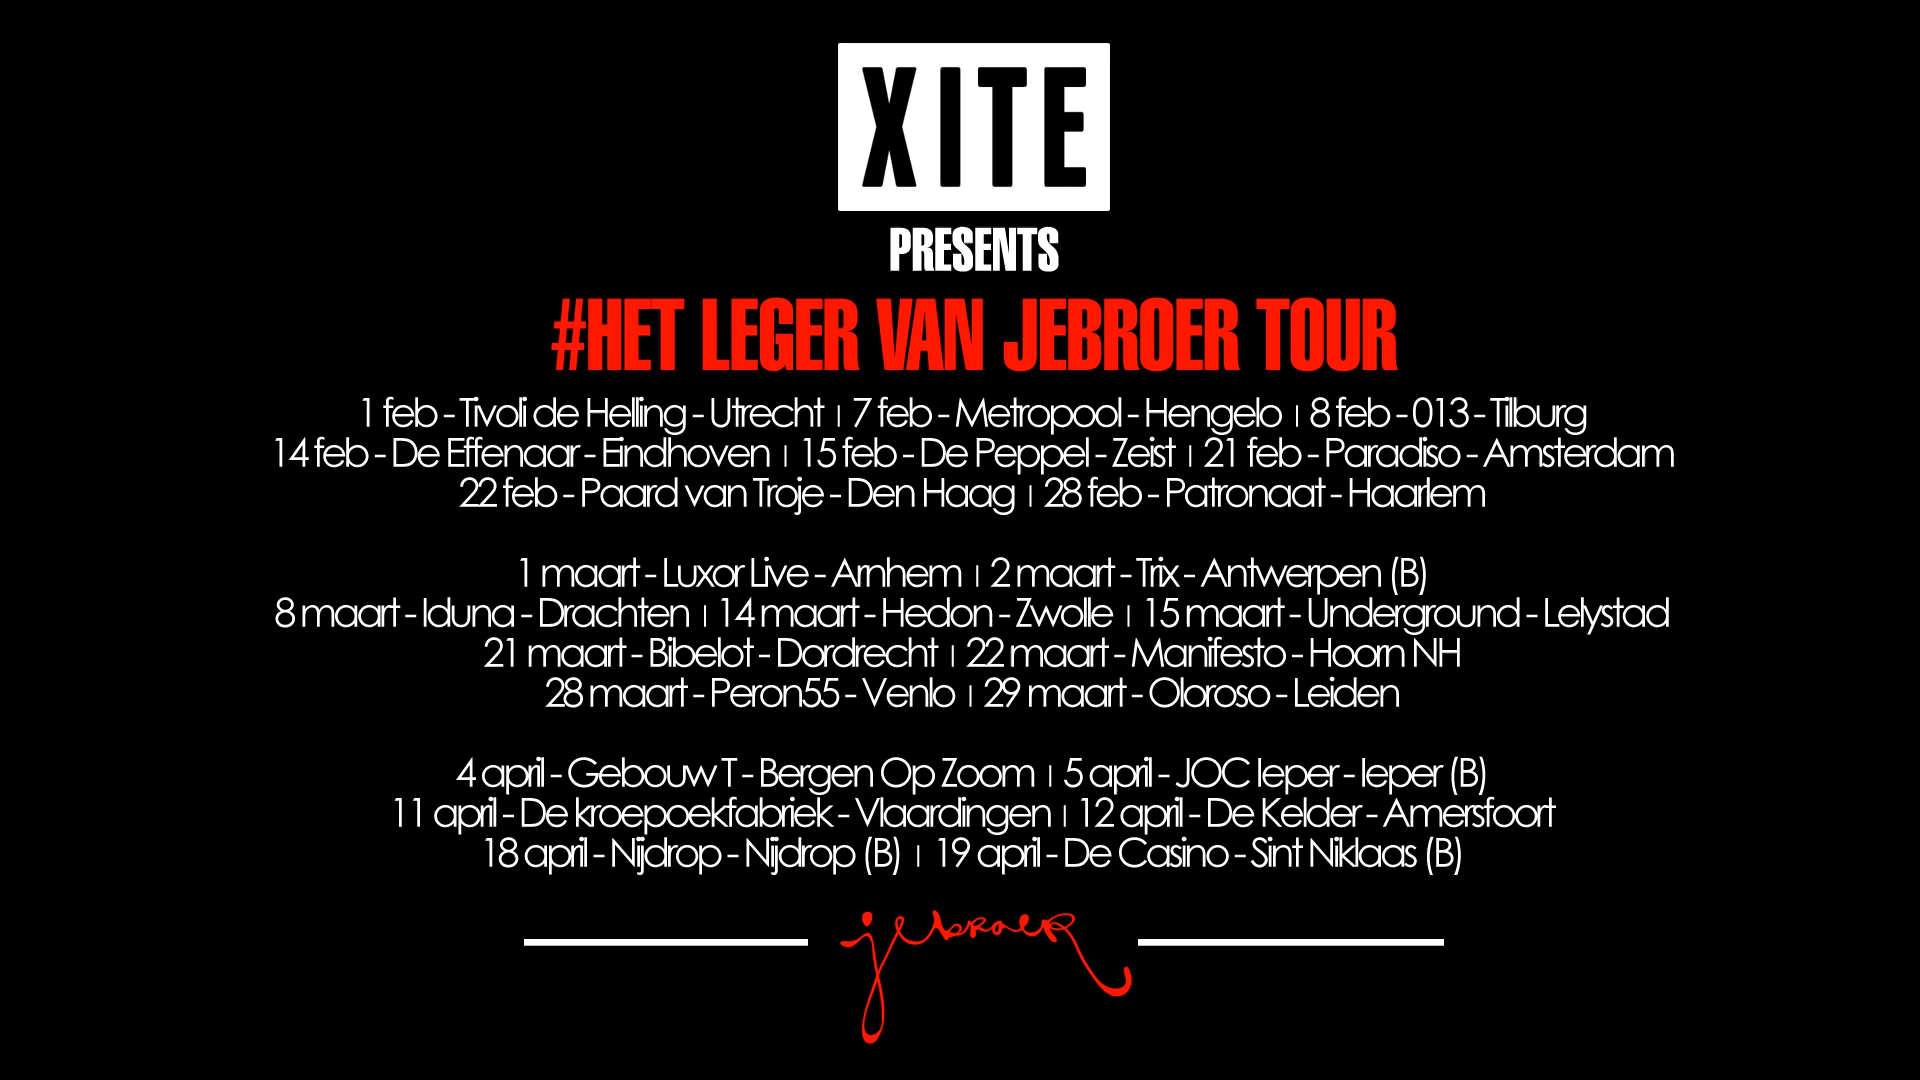 XITE
PRESENTS
#HET LEGER VAN JEBROER TOUR
1 feb - Tivoli de Helling - Utrecht | 7 feb - Metropool - Hengelo | 8 feb - 013 - Tilburg
14 feb - De Effenaar - Eindhoven | 15 feb - De Peppel - Zeist | 21 feb - Paradiso - Amsterdam
22 feb - Paard van Troje - Den Haag | 28 feb - Patronaat - Haarlem
1 maart - Luxor Live - Arnhem | 2 maart - Trix - Antwerpen (B)
8 maart - Iduna - Drachten | 14 maart - Hedon - Zwolle | 15 maart - Underground - Lelystad
21 maart - Bibelot - Dordrecht | 22 maart - Manifesto - Hoorn NH
28 maart - Peron55 - Venlo | 29 maart - Oloroso - Leiden
4 april - Gebouw T - Bergen Op Zoom | 5 april - JOC Ieper - Ieper (B)
11 april - De kroepoekfabriek - Vlaardingen | 12 april - De Kelder - Amersfoort
18 april - Nijdrop - Nijdrop (B) | 19 april - De Casino - Sint Niklaas (B)
jebroer